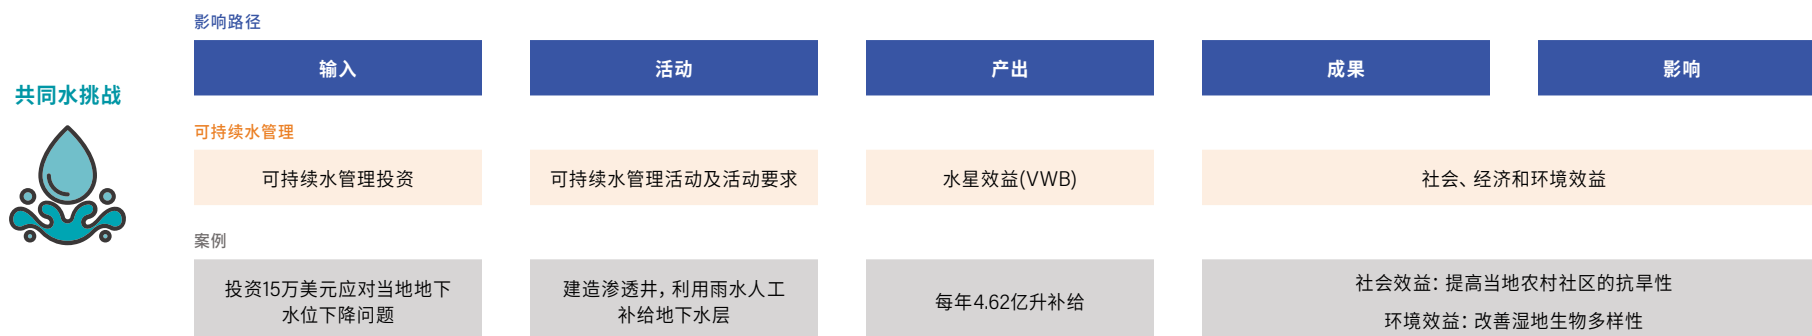 影响路径
输入
活动
产出
成果
影响
共同水挑战
可持续水管理
可持续水管理投资
可持续水管理活动及活动要求
水星效益(VWB)
社会、经济和环境效益
案例
投资15万美元应对当地地下
水位下降问题
建造渗透井，利用雨水人工
补给地下水层
每年4.62亿升补给
社会效益：提高当地农村社区的抗旱性
环境效益：改善湿地生物多样性